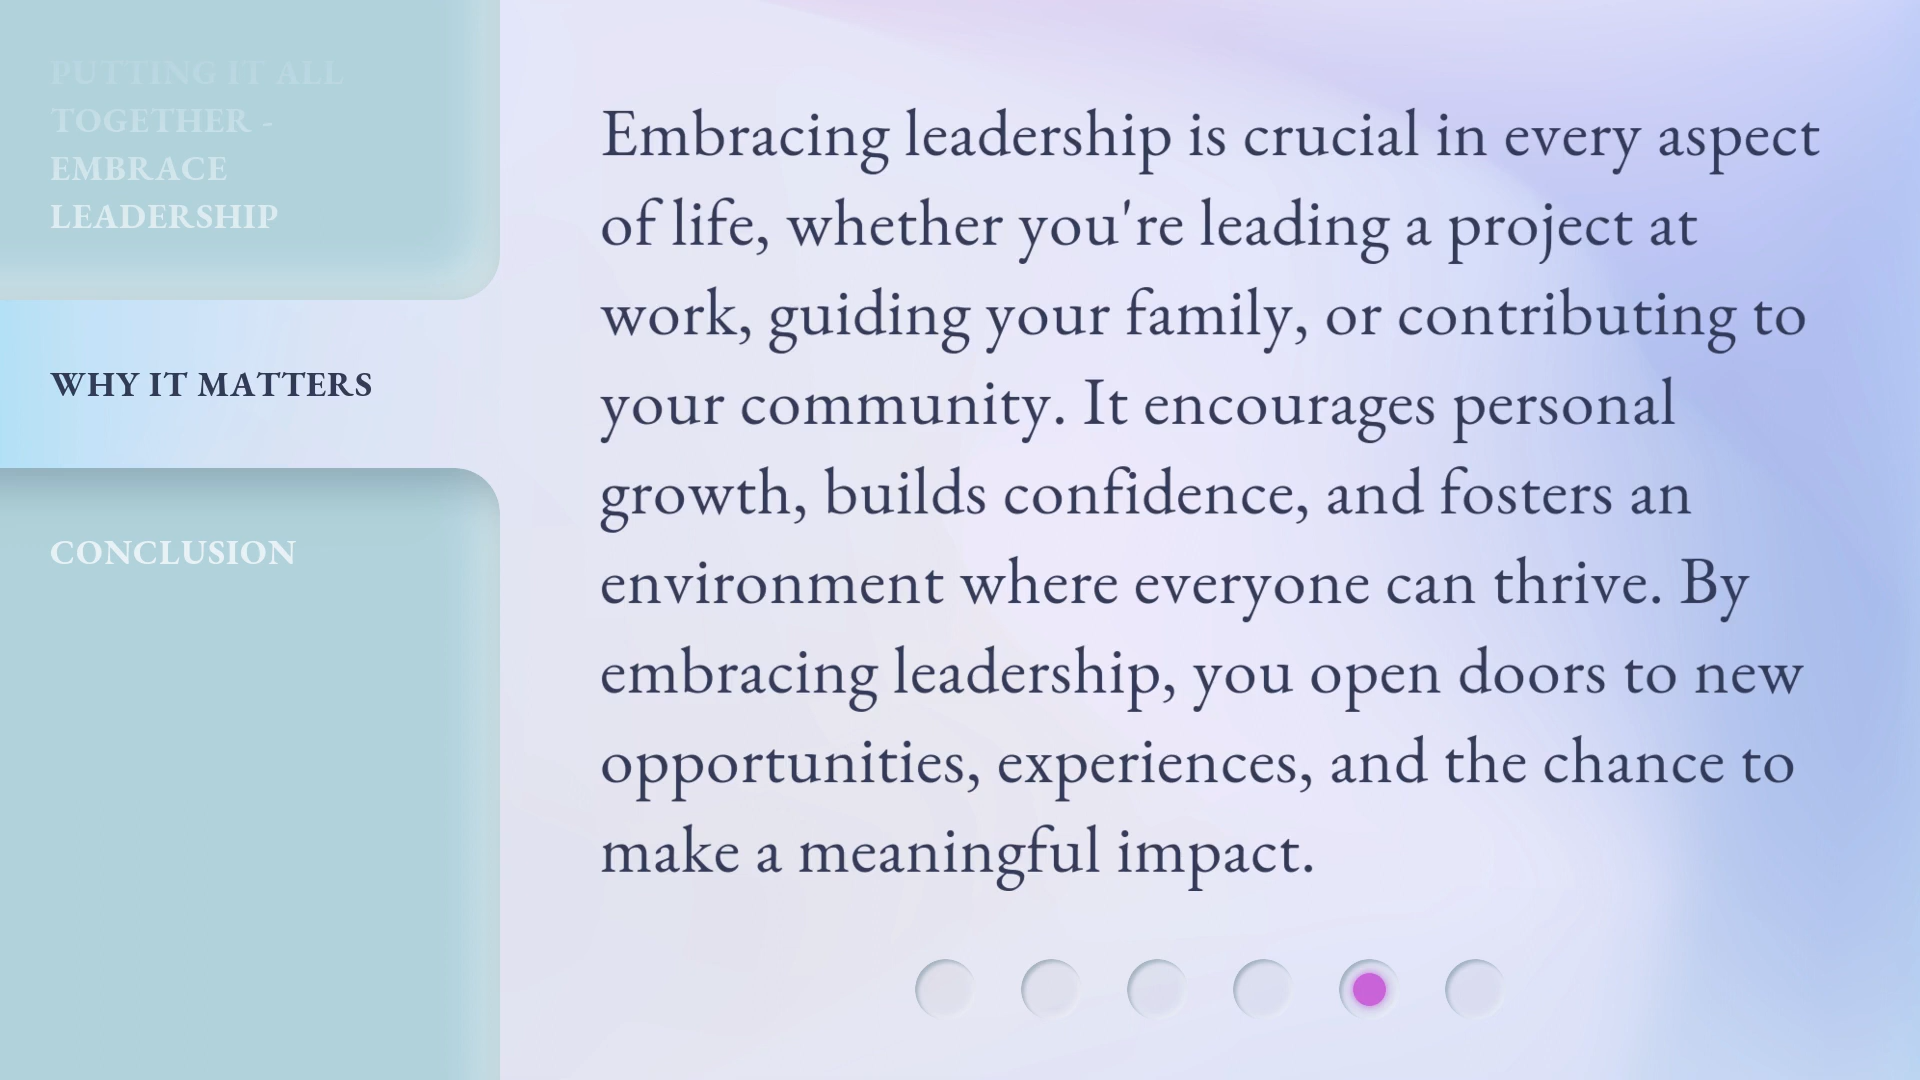 PUTTING IT ALL
TOGETHER -
EMBRACE
LEADERSHIP
WHY IT MATTERS
CONCLUSION
Embracing leadership is crucial in every aspect
of life, whether you're leading a project at
work, guiding your family, or contributing to
your community. It encourages personal
growth, builds confidence, and fosters an
environment where everyone can thrive. By
embracing leadership, you open doors to new
opportunities, experiences, and the chance to
make a meaningful impact.